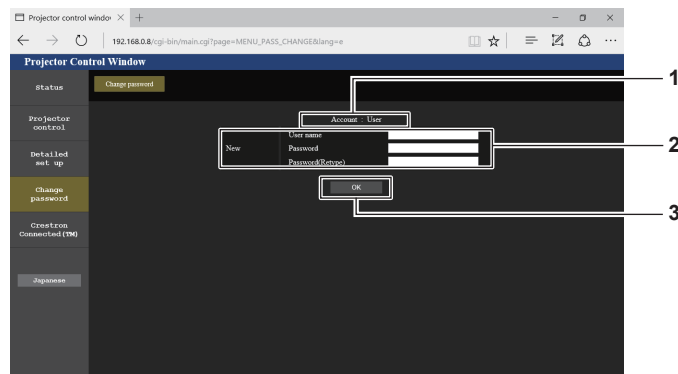 Projector control windov
192.168.0.8/cgi-bin/main.cgi?page=MENU_PASS_CHANGE&lang=e
Projector Control Window
Status
Change password
1
Projector
control
Account : User
User name
New
Password
2
Password(Retype)
Detailed
set up
Change
password
OK
3
Crestron
Connected(TM)
Japanese